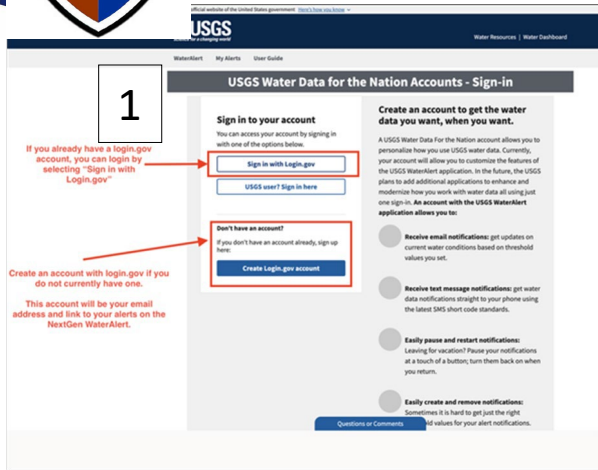 official website of the United States government Here's how you know
USGS
science for a changing world
Water Resources | Water Dashboard
WaterAlert My Alerts User Guide
USGS Water Data for the Nation Accounts - Sign-in
1
If you already have a login.gov
account, you can login by
selecting "Sign in with
Login.gov"
Create an account with login.gov if you
do not currently have one.
This account will be your email
address and link to your alerts on the
NextGen WaterAlert.
Sign in to your account
You can access your account by signing in
with one of the options below.
Sign in with Login.gov
USGS user? Sign in here
Don't have an account?
If you don't have an account already, sign up
here:
Create Login.gov account
Create an account to get the water
data you want, when you want.
A USGS Water Data For the Nation account allows you to
personalize how you use USGS water data. Currently,
your account will allow you to customize the features of
the USGS WaterAlert application. In the future, the USGS
plans to add additional applications to enhance and
modernize how you work with water data all using just
one sign-in. An account with the USGS WaterAlert
application allows you to:
Receive email notifications: get updates on
current water conditions based on threshold
values you set.
Receive text message notifications: get water
data notifications straight to your phone using
the latest SMS short code standards.
Easily pause and restart notifications:
Leaving for vacation? Pause your notifications
at a touch of a button; turn them back on when
you return.
Easily create and remove notifications:
Sometimes it is hard to get just the right
values for your alert notifications.
Questions or Comments